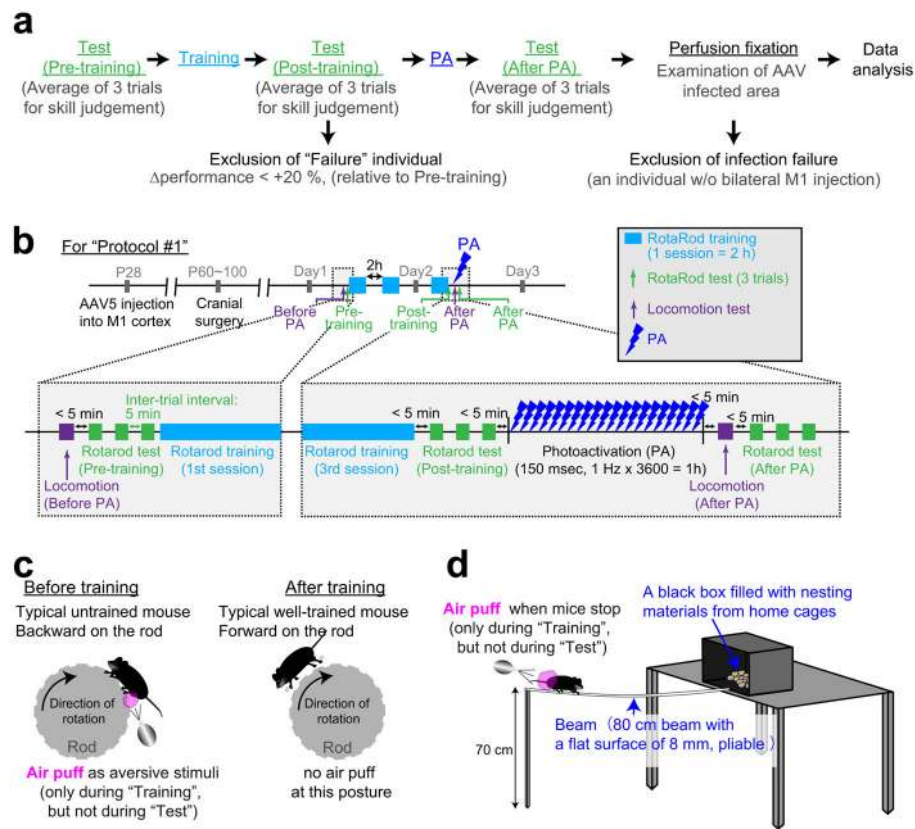 a
Test
(Pre-training)
(Average of 3 trials
for skill judgement)
Training
Test
(Post-training)
(Average of 3 trials
for skill judgement)
PA
Test
(After PA)
(Average of 3 trials
for skill judgement)
Perfusion fixation
Examination of AAV
infected area
Data
analysis
Exclusion of "Failure" individual
Δperformance < +20 %, (relative to Pre-training)
Exclusion of infection failure
(an individual w/o bilateral M1 injection)
b
For "Protocol #1"
P28
AAV5 injection
into M1 cortex
P60~100
Cranial
surgery
Day1
2h
Day2
PA
Day3
Before
PA
Pre-
training
Post-
training
After
PA
After
PA
RotaRod training
(1 session = 2 h)
RotaRod test (3 trials)
Locomotion test
PA
< 5 min
Inter-trial interval:
5 min
Rotarod test
(Pre-training)
Rotarod training
(1st session)
Locomotion
(Before PA)
Rotarod training
(3rd session)
< 5 min
< 5 min
Rotarod test
(Post-training)
Photoactivation (PA)
(150 msec, 1 Hz x 3600 = 1h)
< 5 min
< 5 min
Rotarod test
(After PA)
Locomotion
(After PA)
c
Before training
Typical untrained mouse
Backward on the rod
Direction of
rotation
Rod
Air puff as aversive stimuli
(only during "Training",
but not during "Test")
After training
Typical well-trained mouse
Forward on the rod
Direction of
rotation
Rod
no air puff
at this posture
d
Air puff when mice stop
(only during "Training",
but not during "Test")
A black box filled with nesting
materials from home cages
70 cm
Beam (80 cm beam with
a flat surface of 8 mm, pliable )